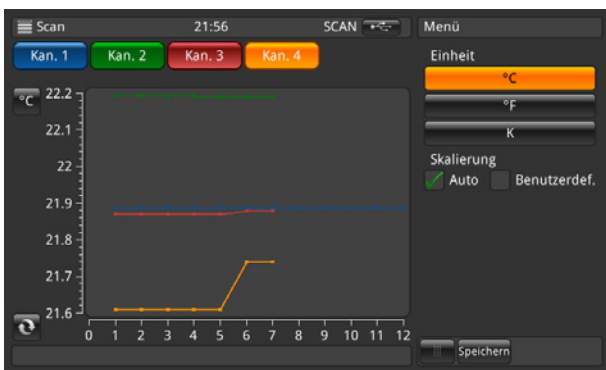 Scan 21:56 SCAN
Menü
Kan. 1 Kan. 2 Kan. 3 Kan. 4
Einheit
°C
°F
K
Skalierung
Auto Benutzerdef.
°C
22.2
22.1
22
21.9
21.8
21.7
21.6
0 1 2 3 4 5 6 7 8 9 10 11 12
Speichern